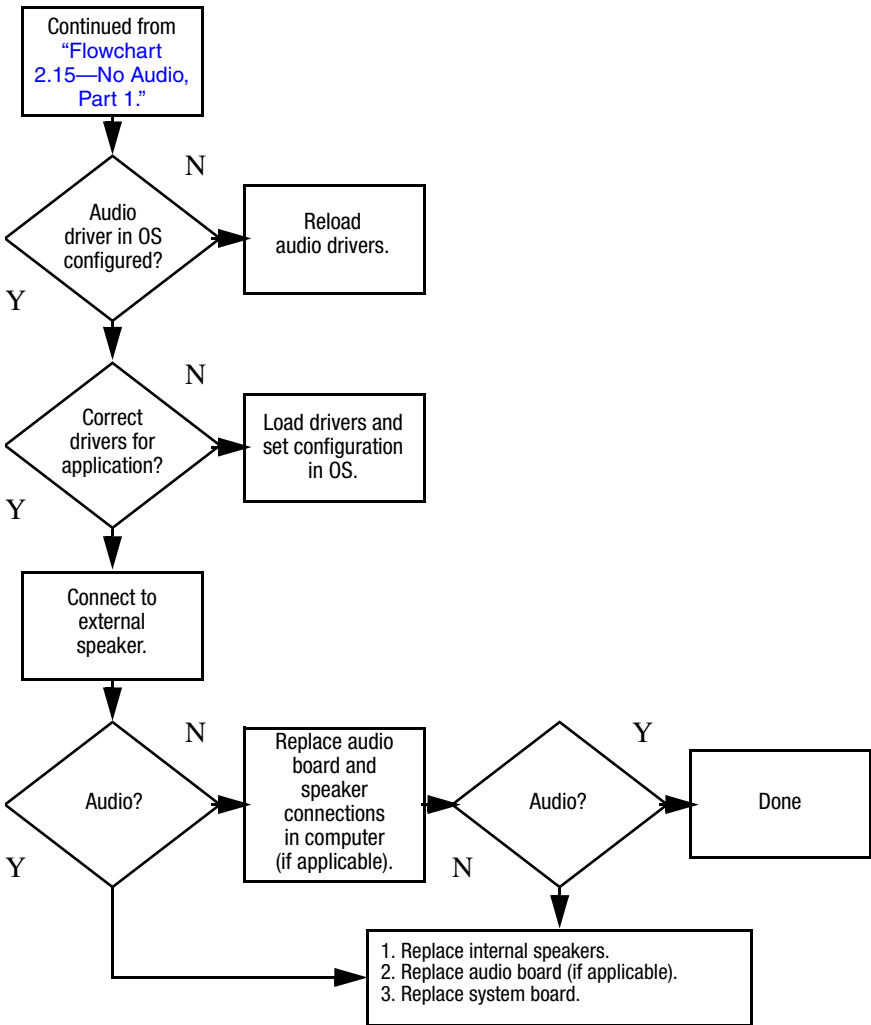 Continued from
“Flowchart
2.15—No Audio,
Part 1.”
N
Audio
driver in OS
configured?
Reload
audio drivers.
Y
N
Correct
drivers for
application?
Load drivers and
set configuration
in OS.
Y
Connect to
external
speaker.
N
Audio?
Y
Replace audio
board and
speaker
connections
in computer
(if applicable).
Audio?
Y
Done
N
1. Replace internal speakers.
2. Replace audio board (if applicable).
3. Replace system board.